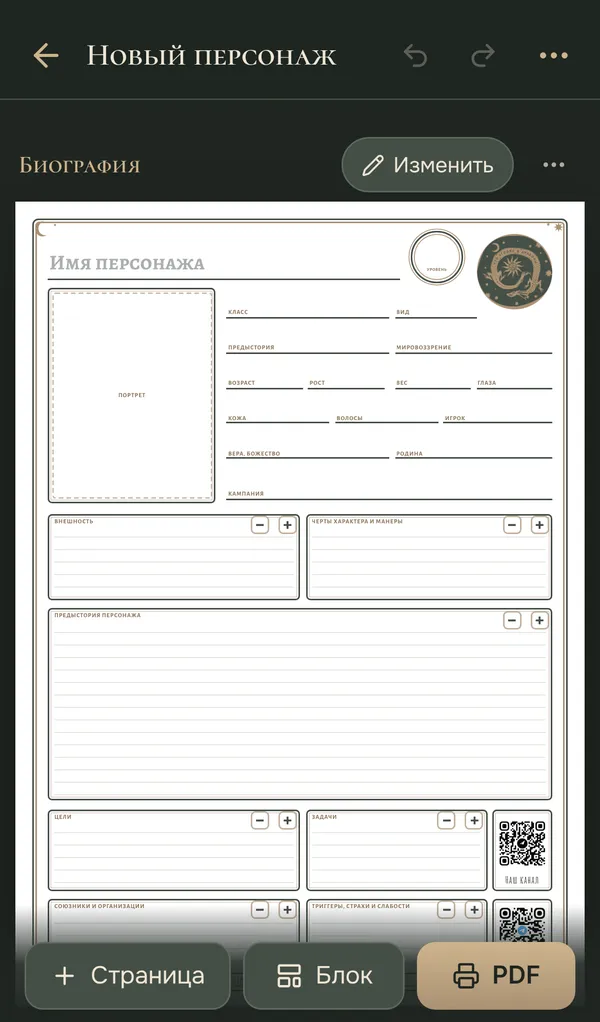 Новый персонаж
Биография
Изменить
Имя персонажа
УРОВЕНЬ
ПОРТРЕТ
КЛАСС
ВИД
ПРЕДЫСТОРИЯ
МИРОВОЗЗРЕНИЕ
ВОЗРАСТ
РОСТ
ВЕС
ГЛАЗА
КОЖА
ВОЛОСЫ
ИГРОК
ВЕРА, БОЖЕСТВО
РОДИНА
КАМПАНИЯ
ВНЕШНОСТЬ
ЧЕРТЫ ХАРАКТЕРА И МАНЕРЫ
ПРЕДЫСТОРИЯ ПЕРСОНАЖА
ЦЕЛИ
ЗАДАЧИ
НАШ КАНАЛ
СОЮЗНИКИ И ОРГАНИЗАЦИИ
ТРИГГЕРЫ, СТРАХИ И СЛАБОСТИ
Страница
Блок
PDF